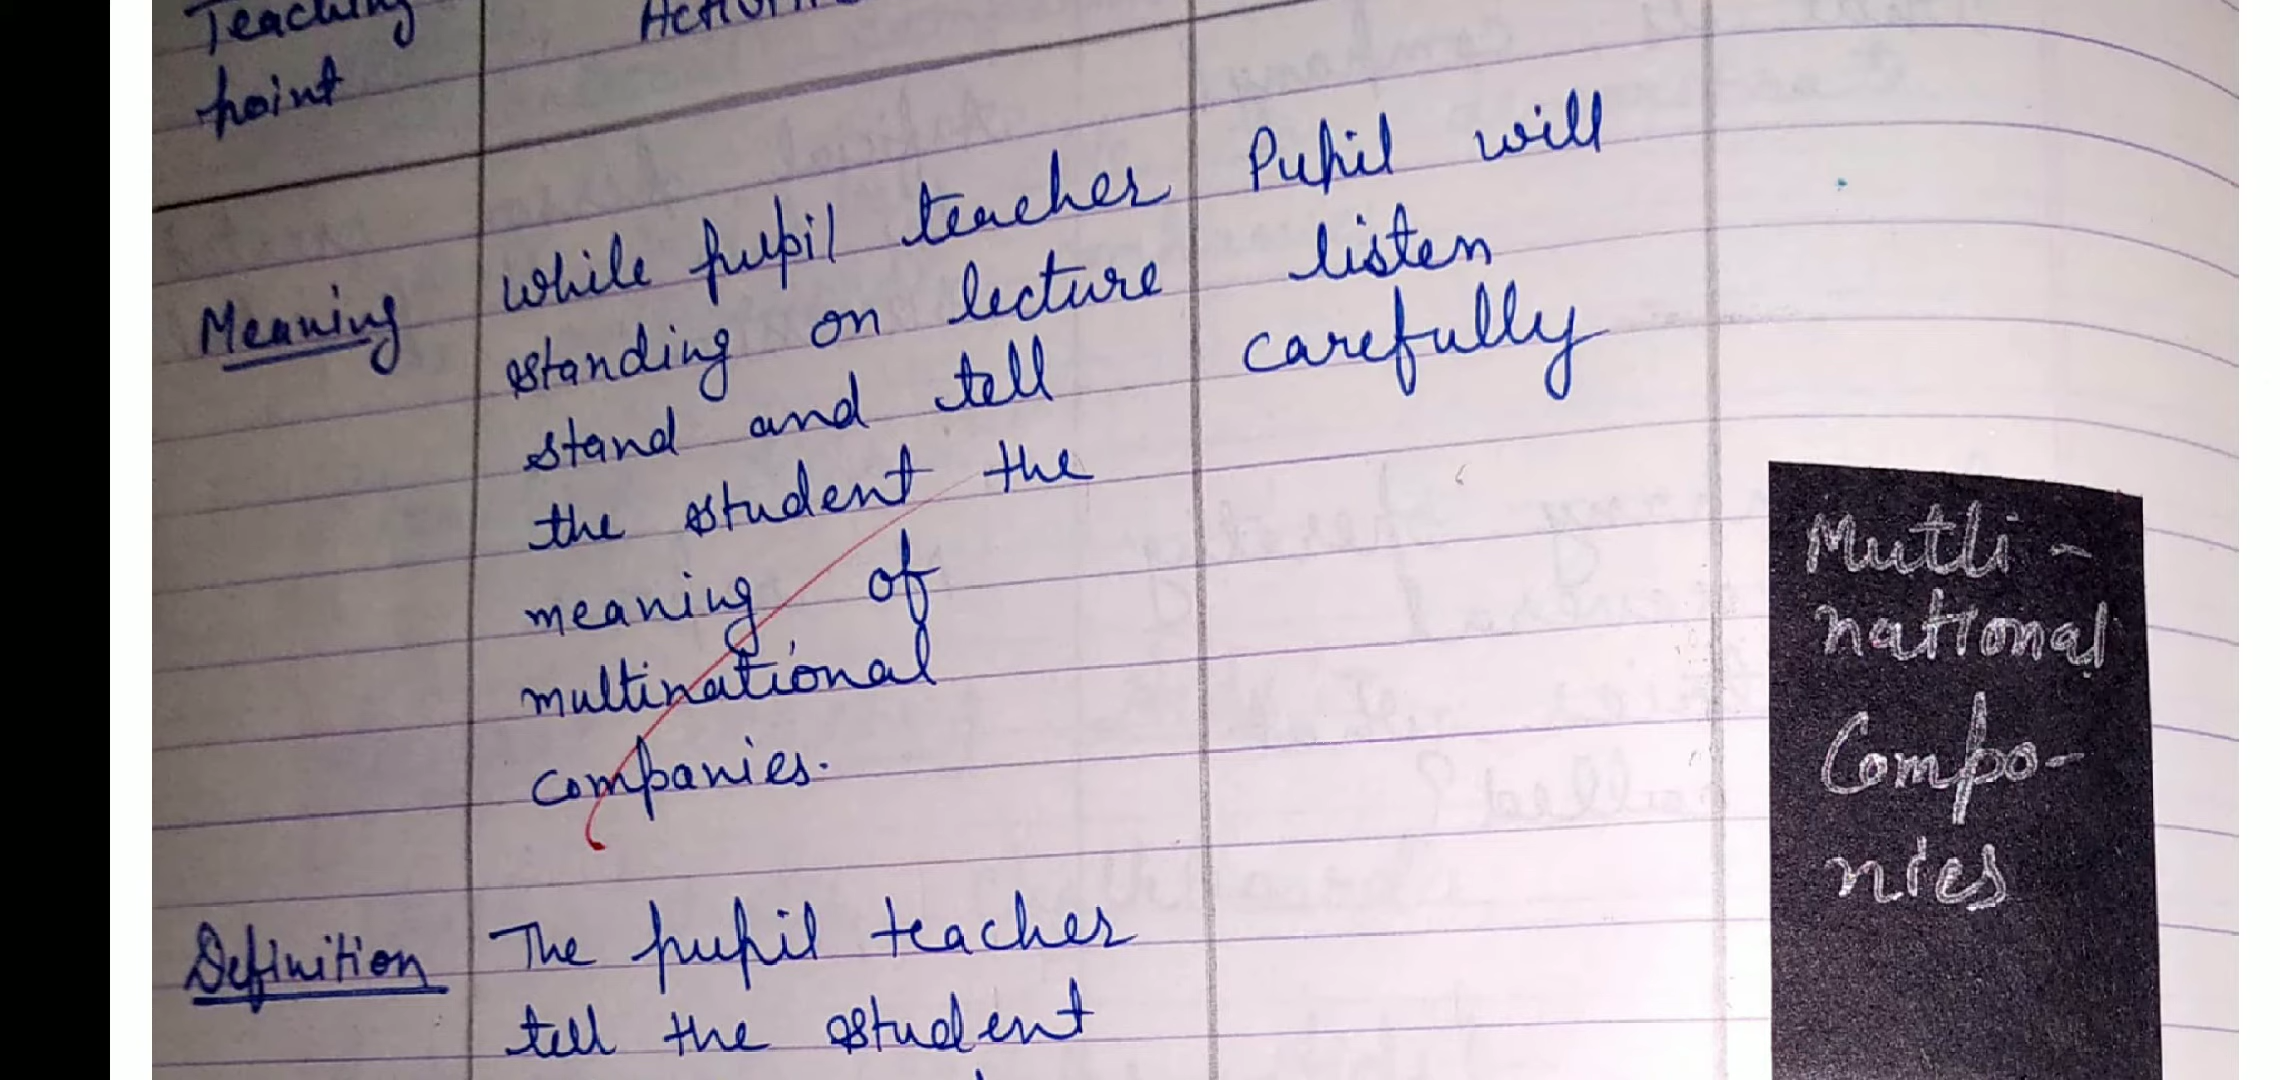 Teaching
point
Meaning
while pupil teacher
standing on lecture
stand and tell
the student the
meaning of
multinational
companies.
Pupil will
listen
carefully
Mutli-
national
Compo-
nies
Definition
The pupil teacher
tell the student